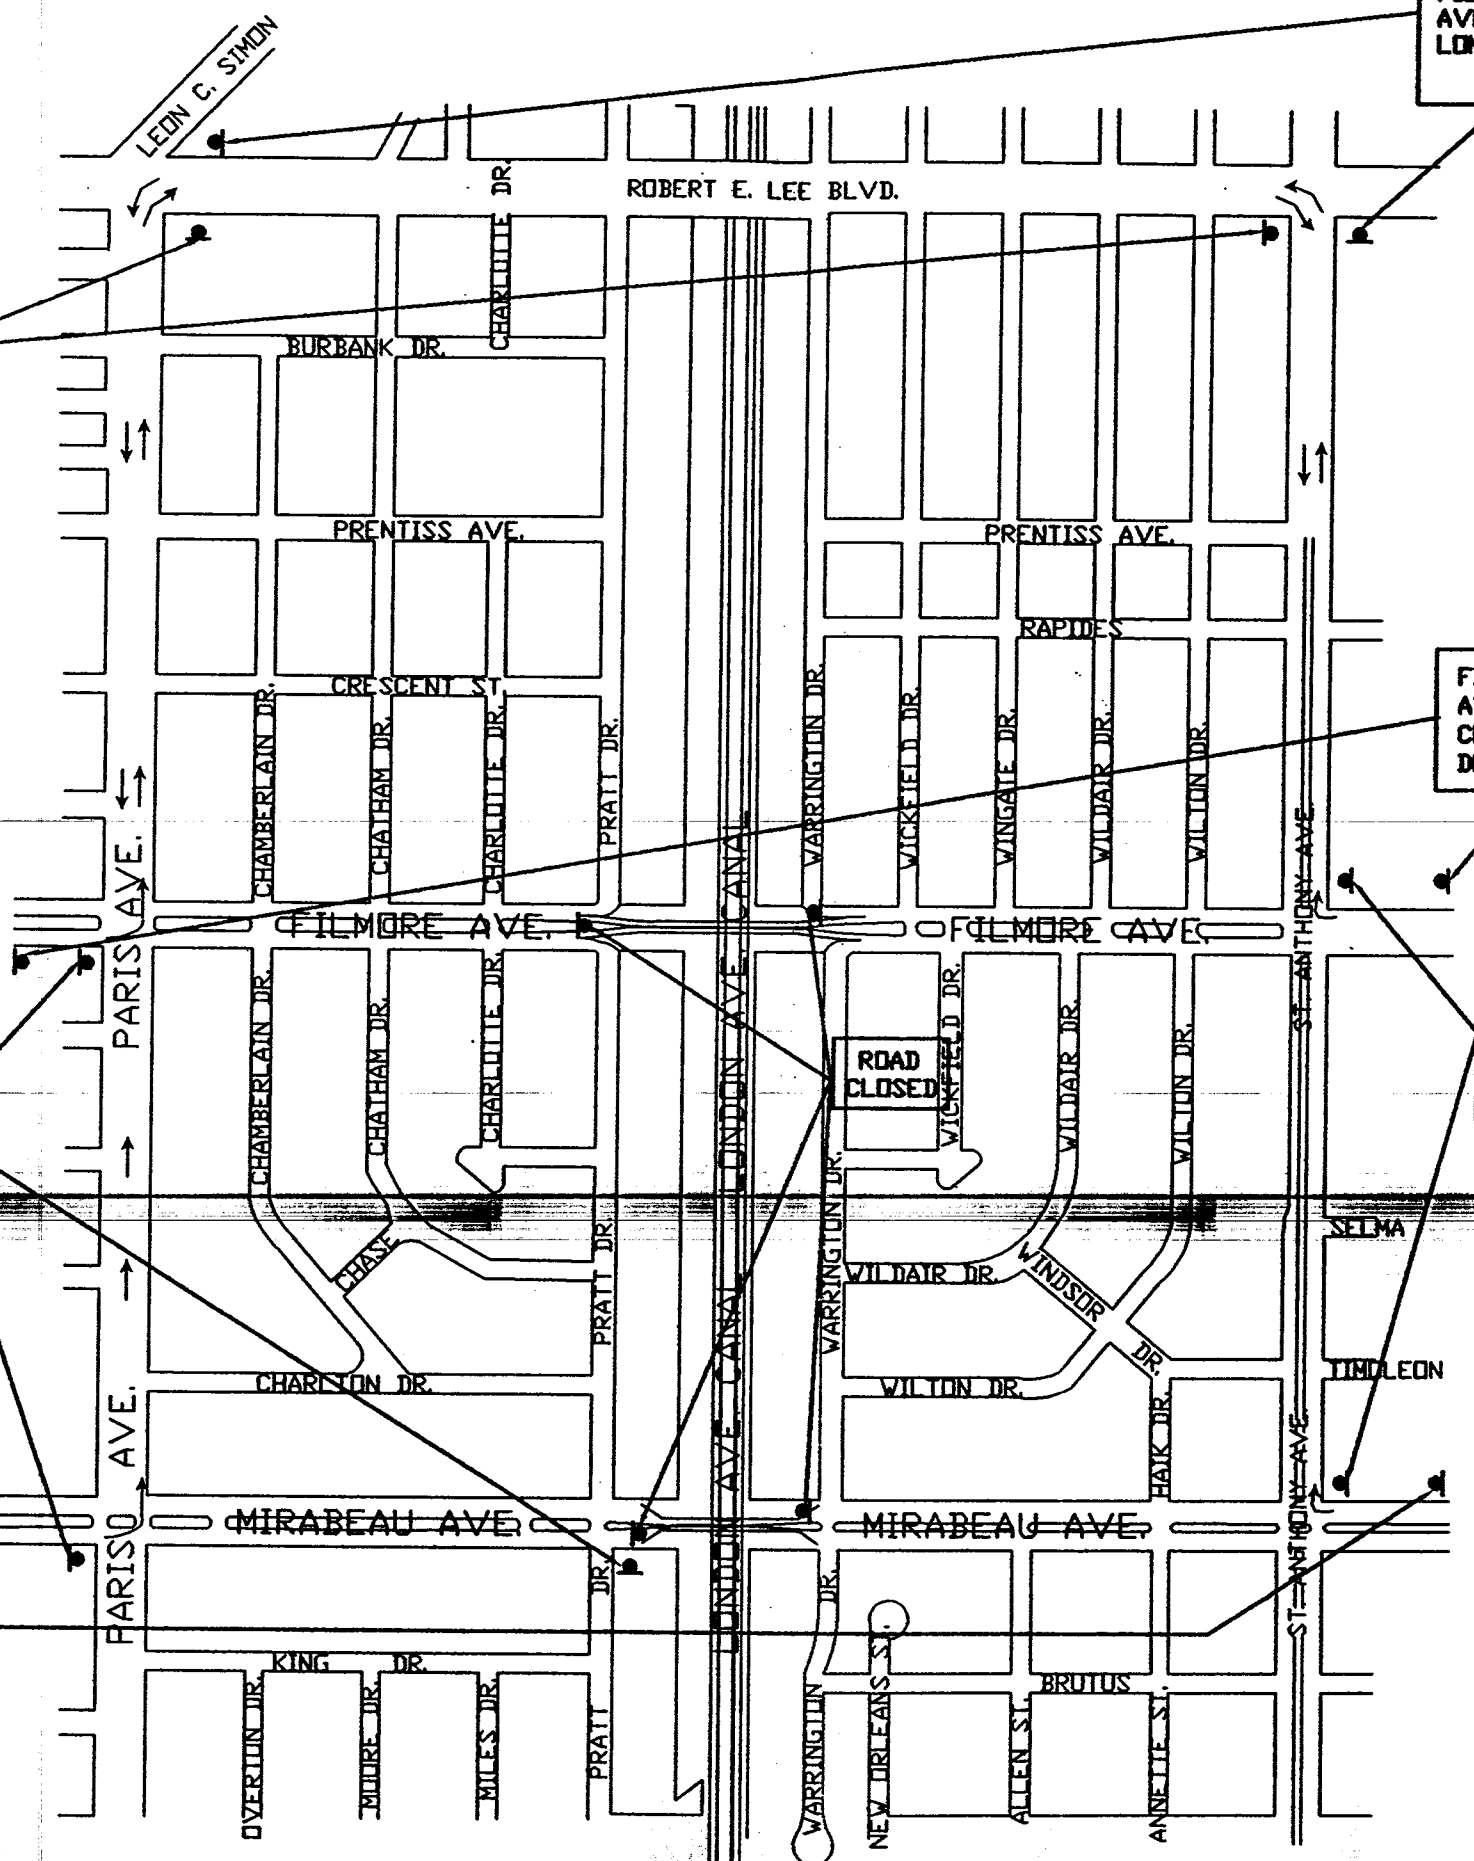 AV
LON
LEON C. SIMON
ROBERT E. LEE BLVD.
CHARLOTTE DR.
BURBANK DR.
PRENTISS AVE.
PRENTISS AVE.
RAPIDES
CRESCENT ST.
CHAMBERLAIN DR.
CHATHAM DR.
CHARLOTTE DR.
PRATT DR.
WARRINGTON DR.
WICKFIELD DR.
WINGATE DR.
WILDAIR DR.
WILTON DR.
ST. ANTHONY AVE.
PARIS AVE.
LONDON AVE. CANAL
FILMORE AVE.
FILMORE AVE.
CHAMBERLAIN DR.
CHATHAM DR.
CHARLOTTE DR.
ROAD
CLOSED
WICKFIELD DR.
WILDAIR DR.
WILTON DR.
CHASE
PRATT DR
WARRINGTON DR.
WILDAIR DR.
WINDSOR DR.
SELMA
TIMOLEON
CHARLTON DR.
WILTON DR.
HAIK DR.
LONDON AVE CANAL
PARIS AVE.
MIRABEAU AVE.
MIRABEAU AVE.
ST. ANTHONY AVE
PRATT DR.
WARRINGTON DR.
KING DR.
BRUTUS
OVERTON DR.
MOORE DR.
MILES DR.
NEW ORLEANS ST.
ALLEN ST.
ANNETTE ST.